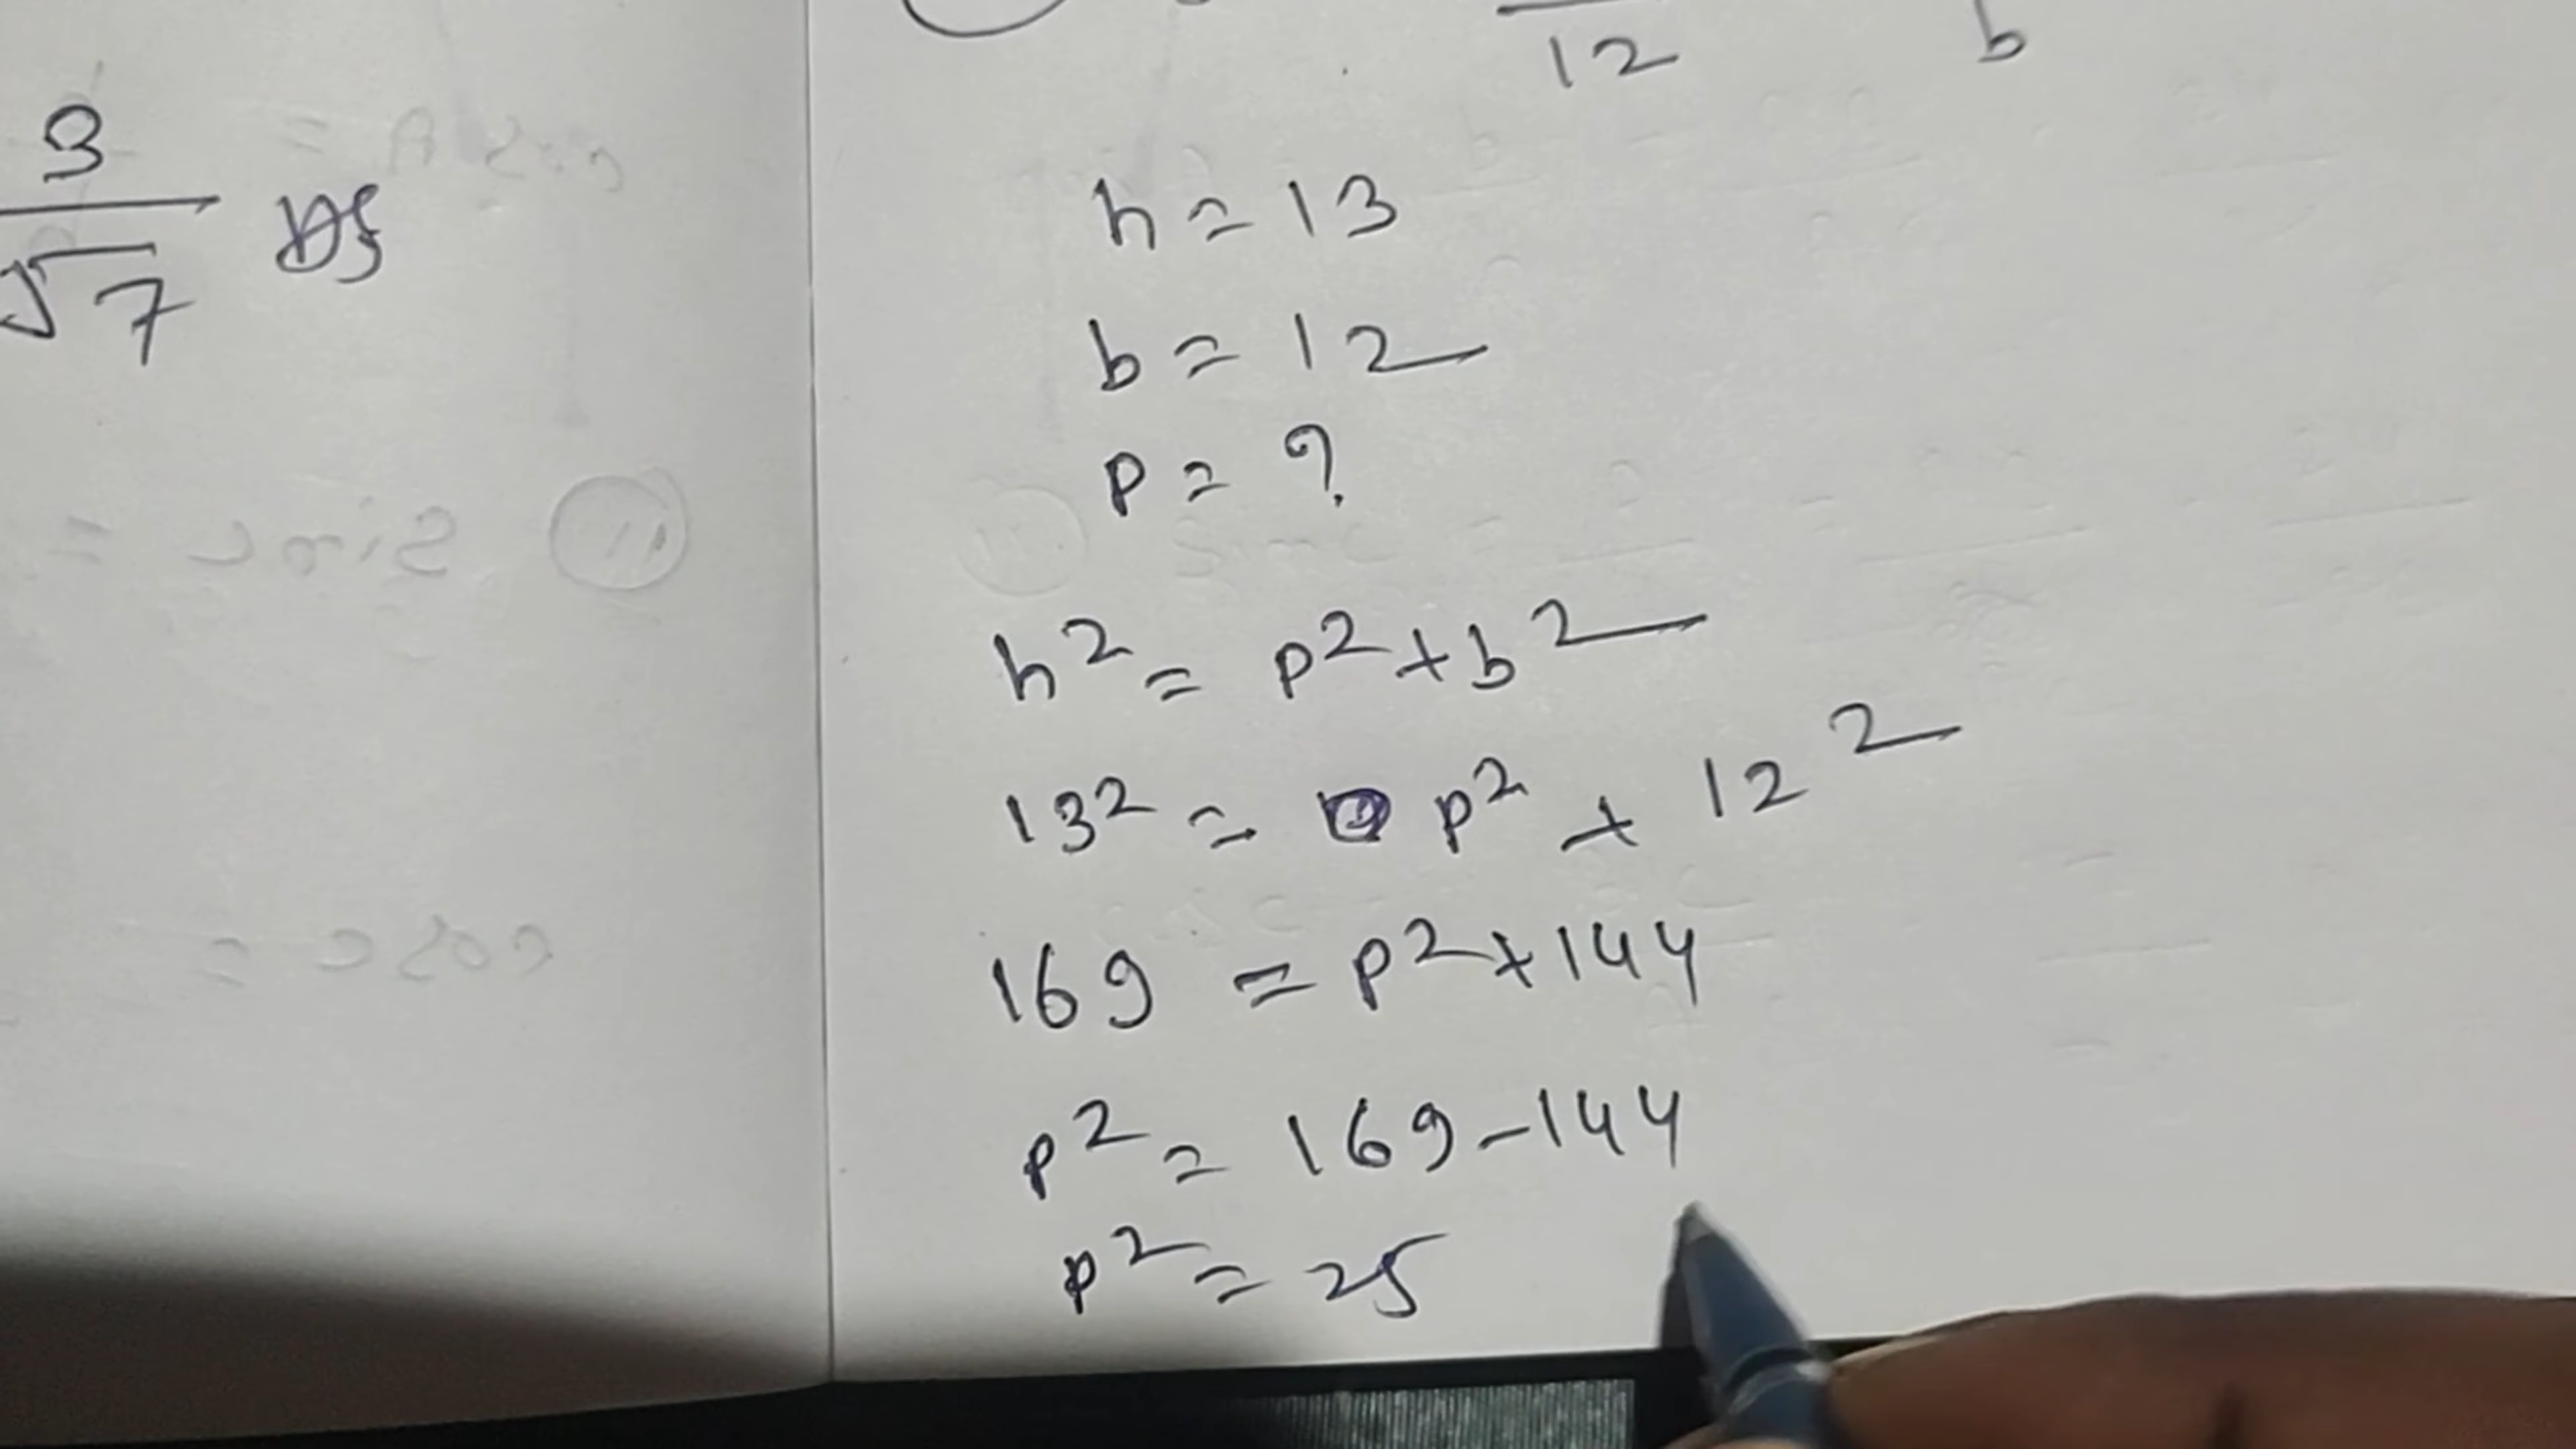 3
√7
12 b
h = 13
b = 12
p = ?
h² = p² + b²
13² = p² + 12²
169 = p² + 144
p² = 169 - 144
p² = 25